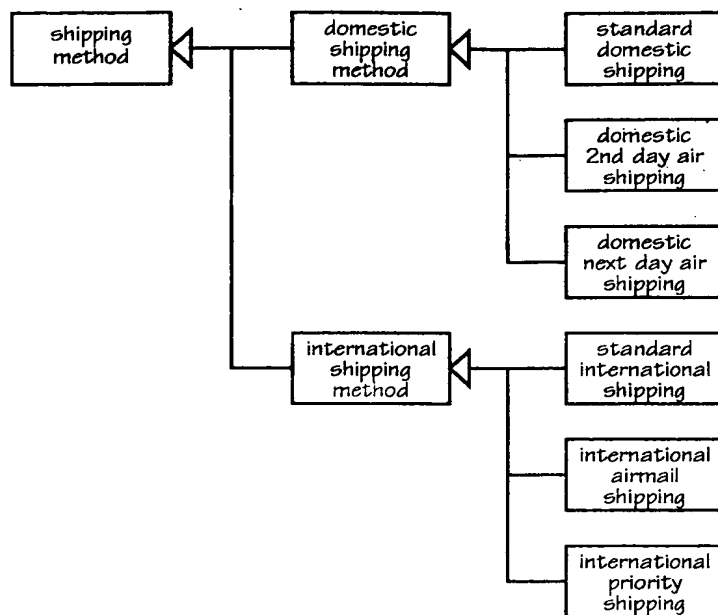 shipping
method
domestic
shipping
method
standard
domestic
shipping
domestic
2nd day air
shipping
domestic
next day air
shipping
international
shipping
method
standard
international
shipping
international
airmail
shipping
international
priority
shipping